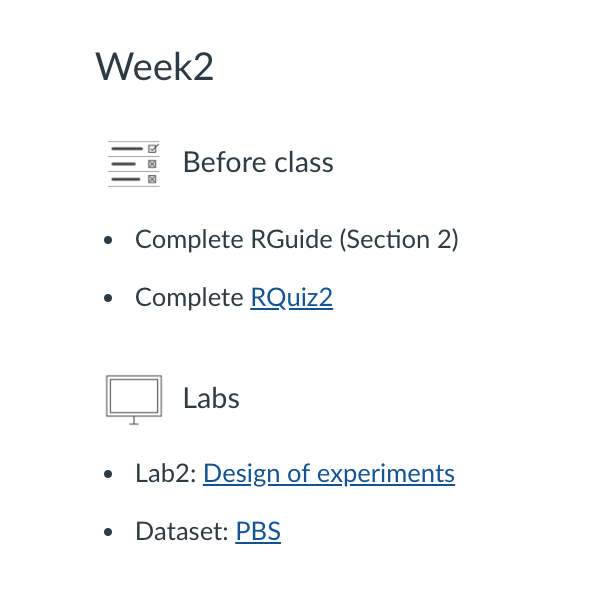 Week2
Before class
Complete RGuide (Section 2)
Complete RQuiz2
Labs
Lab2: Design of experiments
Dataset: PBS